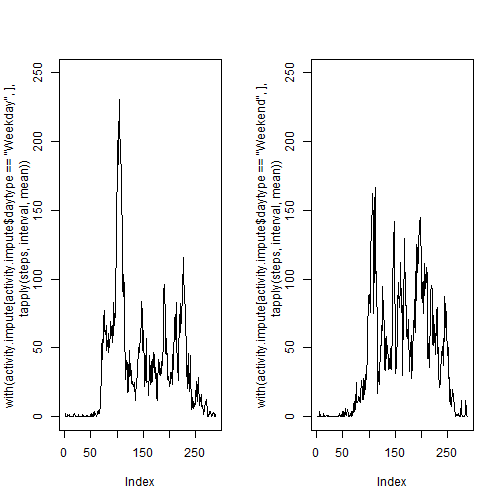 with(activity.impute[activity.impute$daytype == "Weekday", ],
tapply(steps, interval, mean))
250
200
150
100
50
0
0 50 150 250
Index
with(activity.impute[activity.impute$daytype == "Weekend", ],
tapply(steps, interval, mean))
250
200
150
100
50
0
0 50 150 250
Index